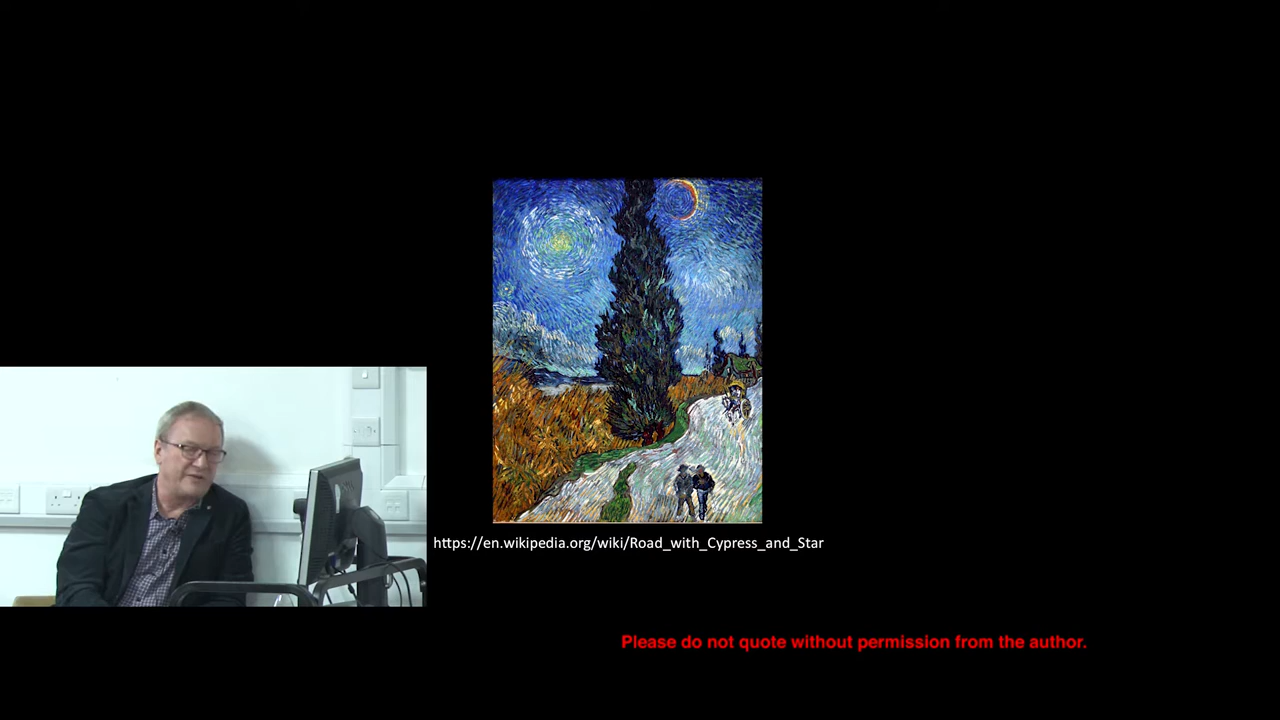 https://en.wikipedia.org/wiki/Road_with_Cypress_and_Star
Please do not quote without permission from the author.